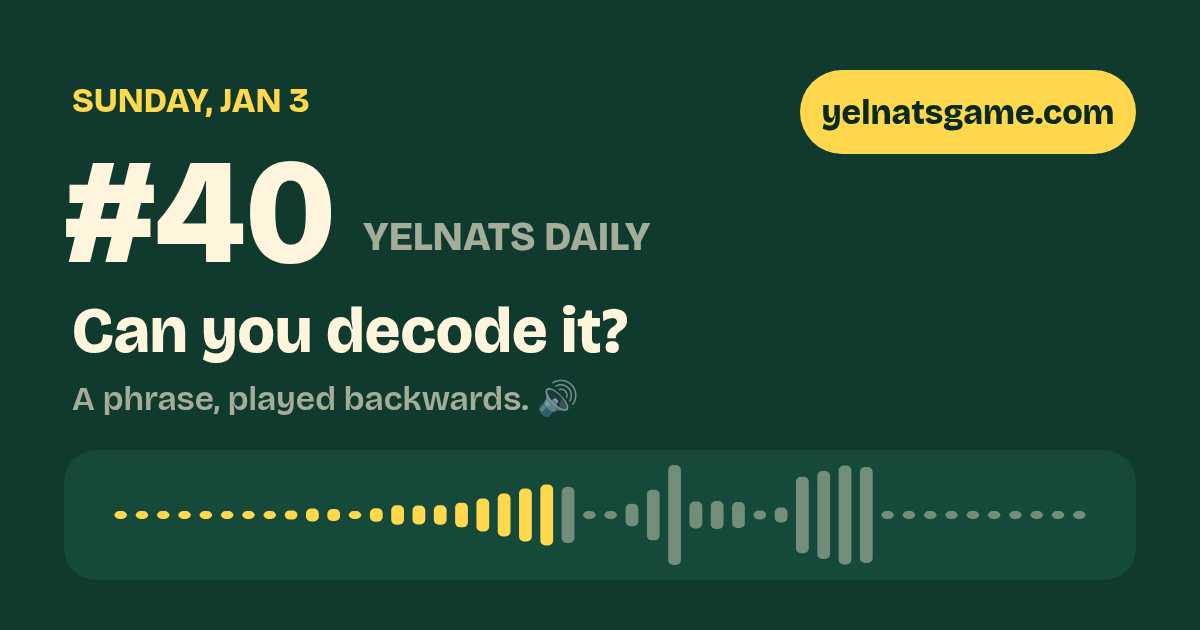 SUNDAY, JAN 3
yelnatsgame.com
#40 YELNATS DAILY
Can you decode it?
A phrase, played backwards. 🔊